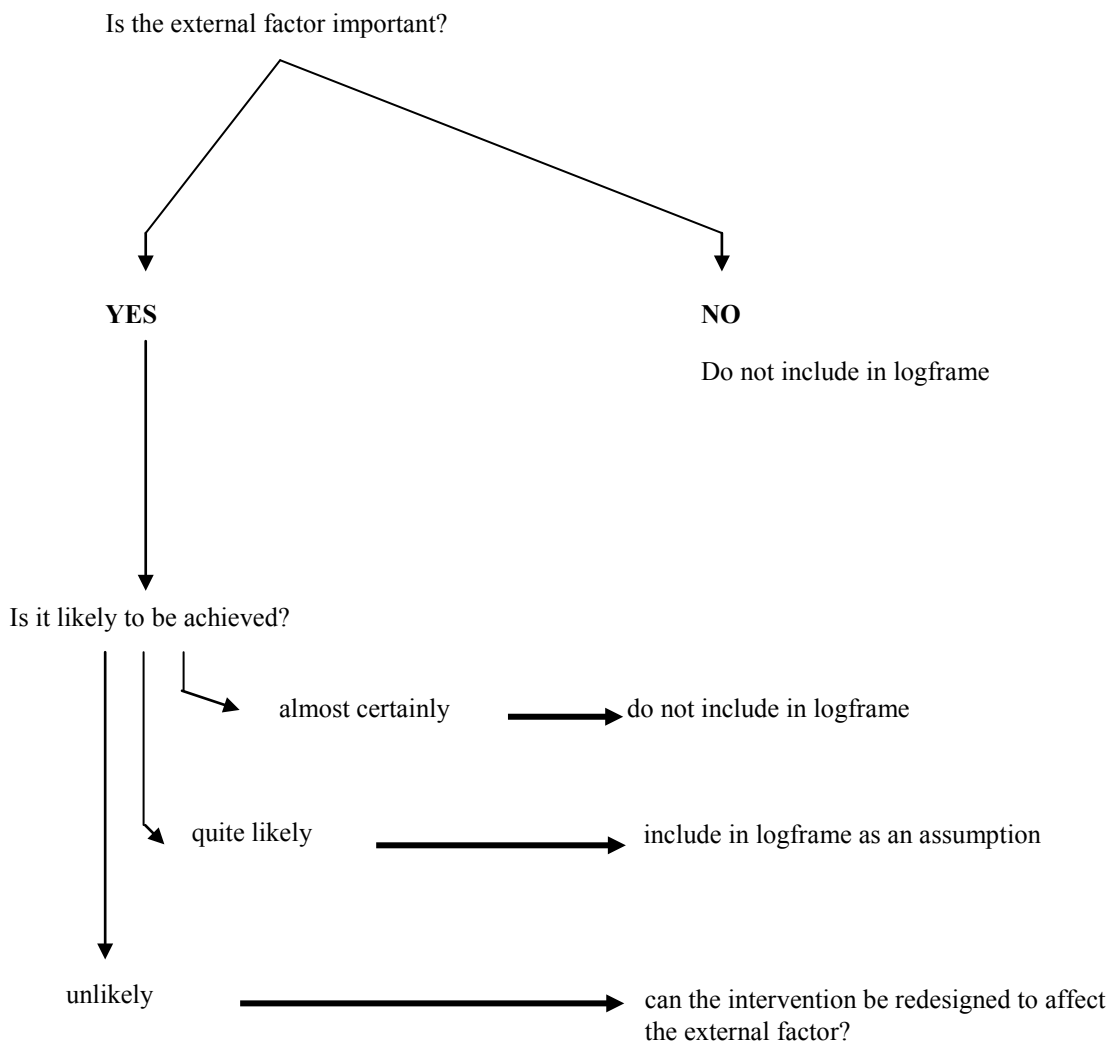 Is the external factor important?
YES
NO
Do not include in logframe
Is it likely to be achieved?
almost certainly
do not include in logframe
quite likely
include in logframe as an assumption
unlikely
can the intervention be redesigned to affect
the external factor?